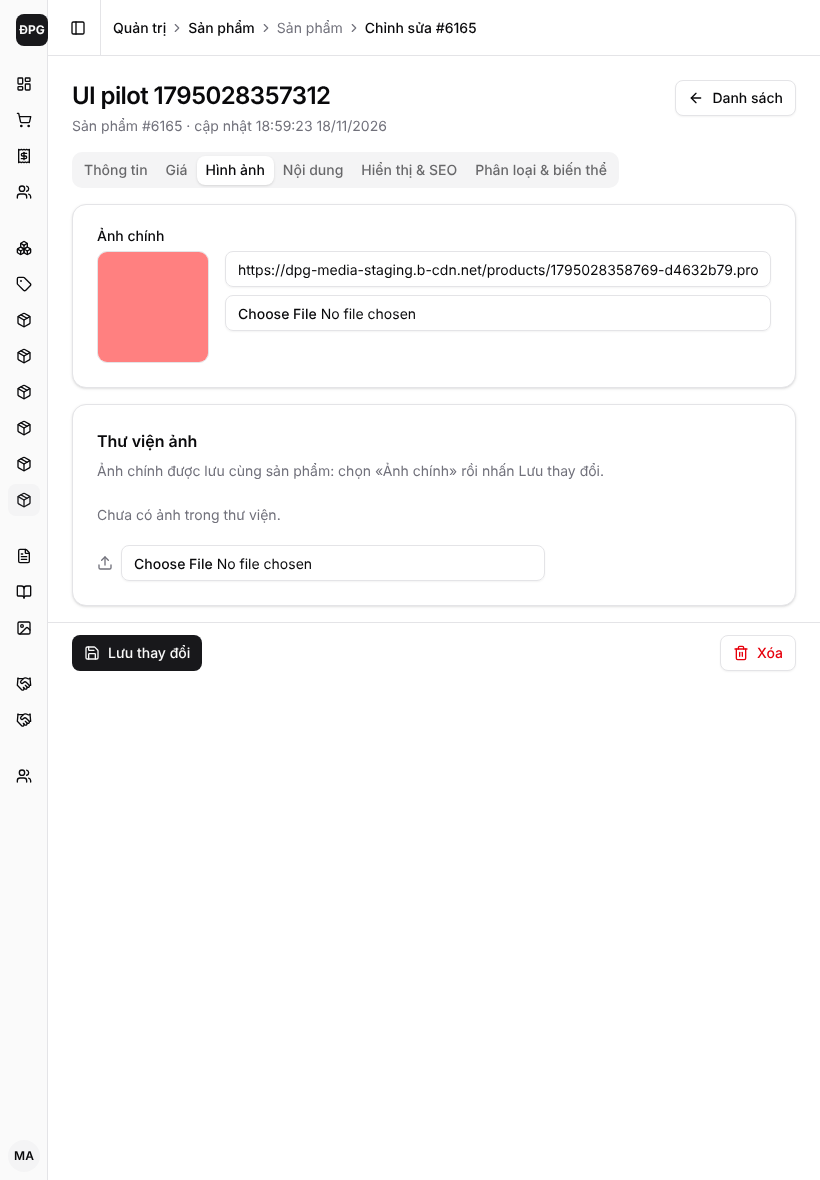 ĐPG
Quản trị > Sản phẩm > Sản phẩm > Chỉnh sửa #6165
UI pilot 1795028357312
Danh sách
Sản phẩm #6165 · cập nhật 18:59:23 18/11/2026
Thông tin Giá Hình ảnh Nội dung Hiển thị & SEO Phân loại & biến thể
Ảnh chính
https://dpg-media-staging.b-cdn.net/products/1795028358769-d4632b79.pro
Choose File No file chosen
Thư viện ảnh
Ảnh chính được lưu cùng sản phẩm: chọn «Ảnh chính» rồi nhấn Lưu thay đổi.
Chưa có ảnh trong thư viện.
Choose File No file chosen
Lưu thay đổi
Xóa
MA